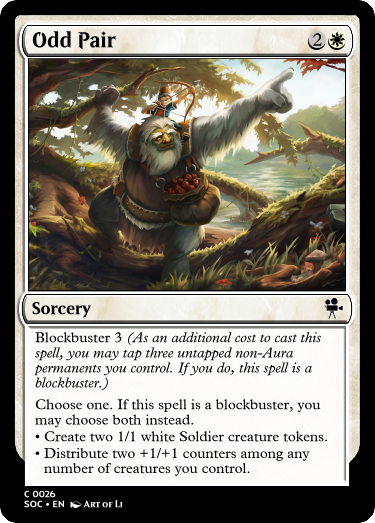 Odd Pair 2
Sorcery
Blockbuster 3 (As an additional cost to cast this
spell, you may tap three untapped non-Aura
permanents you control. If you do, this spell is a
blockbuster.)
Choose one. If this spell is a blockbuster, you
may choose both instead.
• Create two 1/1 white Soldier creature tokens.
• Distribute two +1/+1 counters among any
number of creatures you control.
C 0026
SOC • EN Art of Li